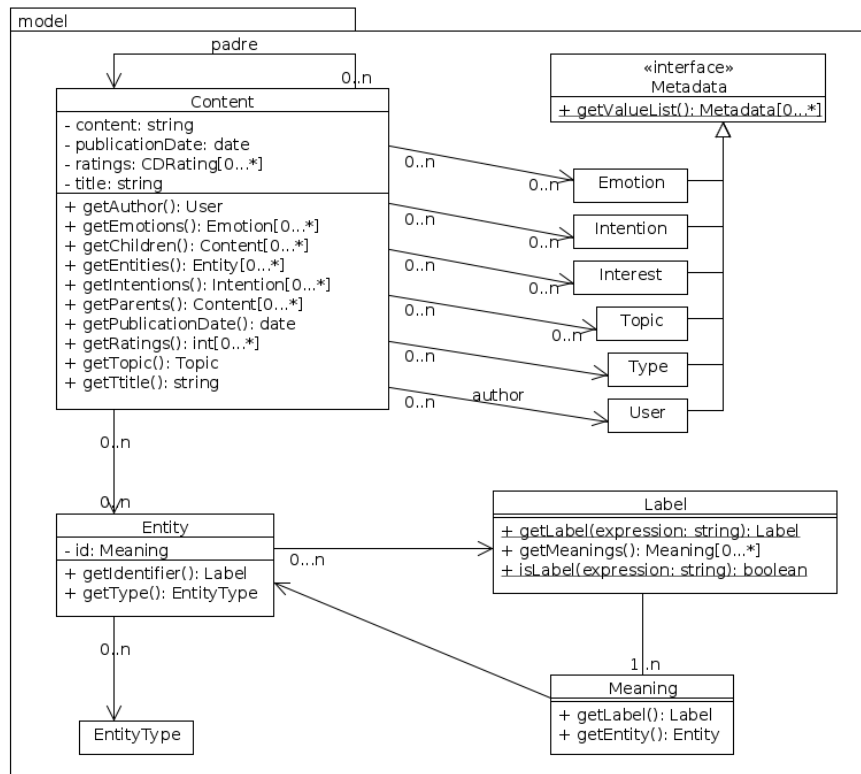 model
padre
0..n
Content
- content: string
- publicationDate: date
- ratings: CDRating[0...*]
- title: string
+ getAuthor(): User
+ getEmotions(): Emotion[0...*]
+ getChildren(): Content[0...*]
+ getEntities(): Entity[0...*]
+ getIntentions(): Intention[0...*]
+ getParents(): Content[0...*]
+ getPublicationDate(): date
+ getRatings(): int[0...*]
+ getTopic(): Topic
+ getTtitle(): string
«interface»
Metadata
+ getValueList(): Metadata[0...*]
0..n
0..n
Emotion
0..n
0..n
Intention
0..n
0..n
Interest
0..n
0..n
Topic
0..n
Type
0..n
author
User
0..n
0..n
Entity
- id: Meaning
+ getIdentifier(): Label
+ getType(): EntityType
0...n
Label
+ getLabel(expression: string): Label
+ getMeanings(): Meaning[0...*]
+ isLabel(expression: string): boolean
0..n
1..n
Meaning
+ getLabel(): Label
+ getEntity(): Entity
EntityType